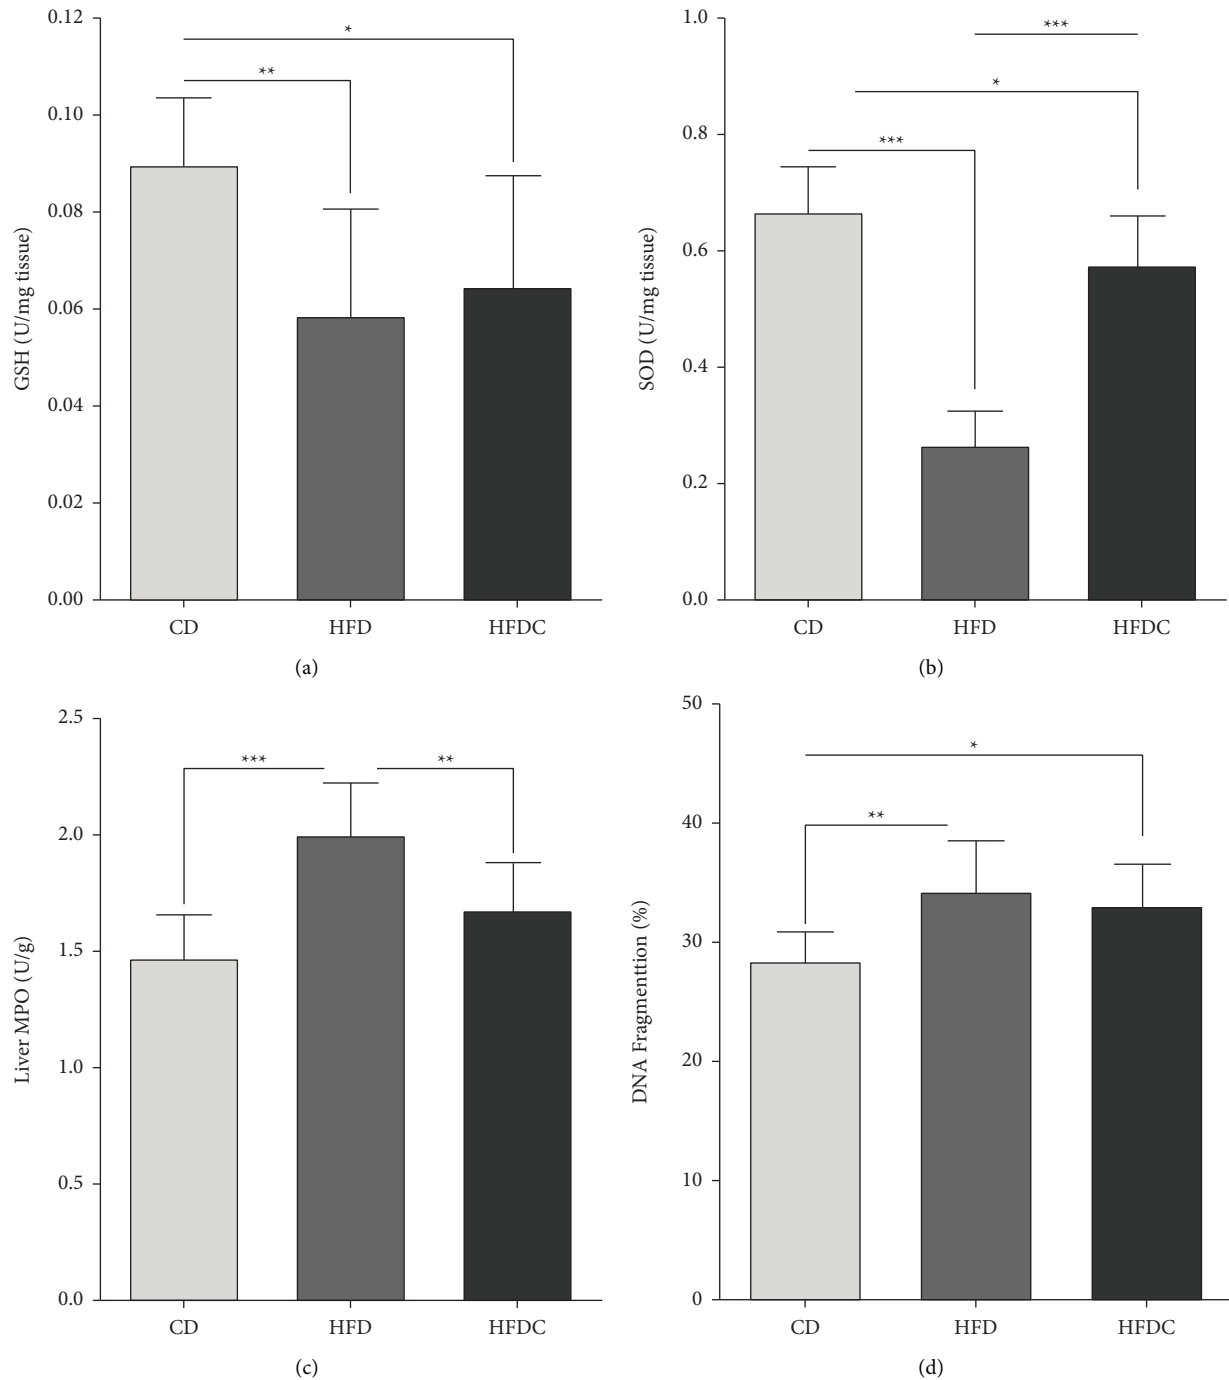 GSH (U/mg tissue)
0.12
0.10
0.08
0.06
0.04
0.02
0.00
*
**
CD HFD HFDC
(a)
SOD (U/mg tissue)
1.0
0.8
0.6
0.4
0.2
0.0
***
*
***
CD HFD HFDC
(b)
Liver MPO (U/g)
2.5
2.0
1.5
1.0
0.5
0.0
*** **
CD HFD HFDC
(c)
DNA Fragmenttion (%)
50
40
30
20
10
0
*
**
CD HFD HFDC
(d)